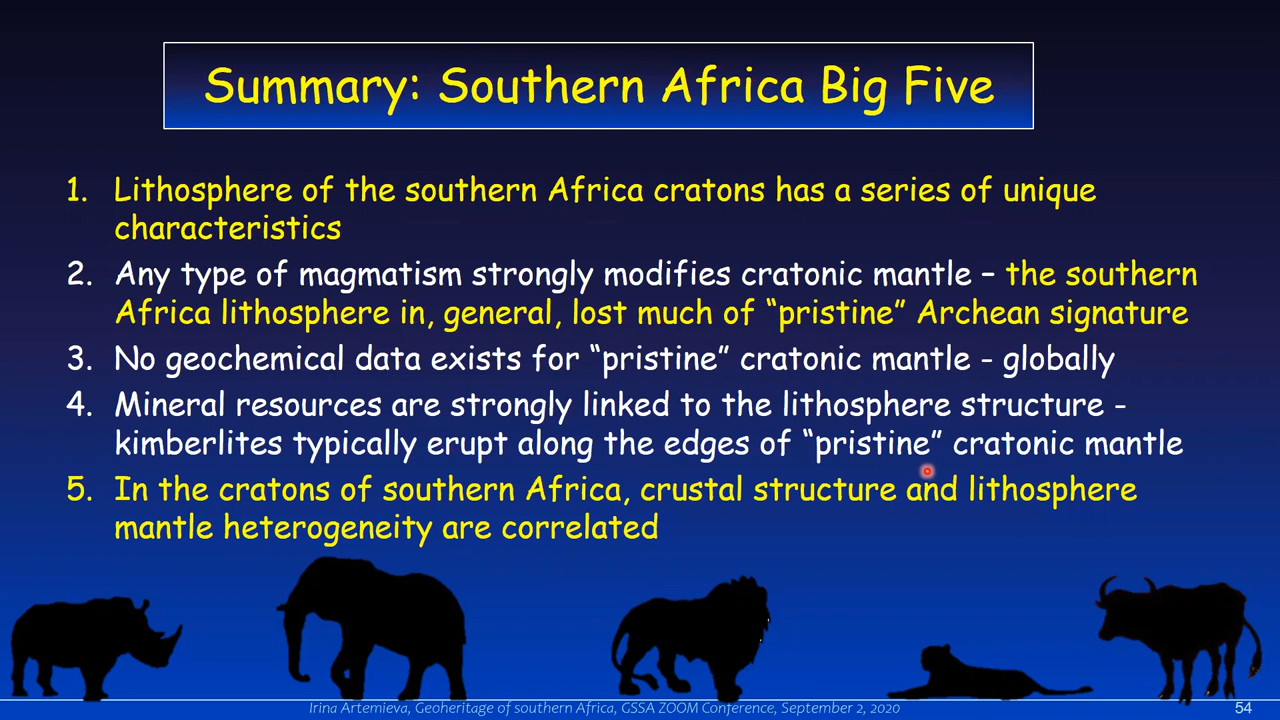 Summary: Southern Africa Big Five
1. Lithosphere of the southern Africa cratons has a series of unique
characteristics
2. Any type of magmatism strongly modifies cratonic mantle – the southern
Africa lithosphere in, general, lost much of “pristine” Archean signature
3. No geochemical data exists for “pristine” cratonic mantle - globally
4. Mineral resources are strongly linked to the lithosphere structure -
kimberlites typically erupt along the edges of “pristine” cratonic mantle
5. In the cratons of southern Africa, crustal structure and lithosphere
mantle heterogeneity are correlated
Irina Artemieva, Geoheritage of southern Africa, GSSA ZOOM Conference, September 2, 2020
54